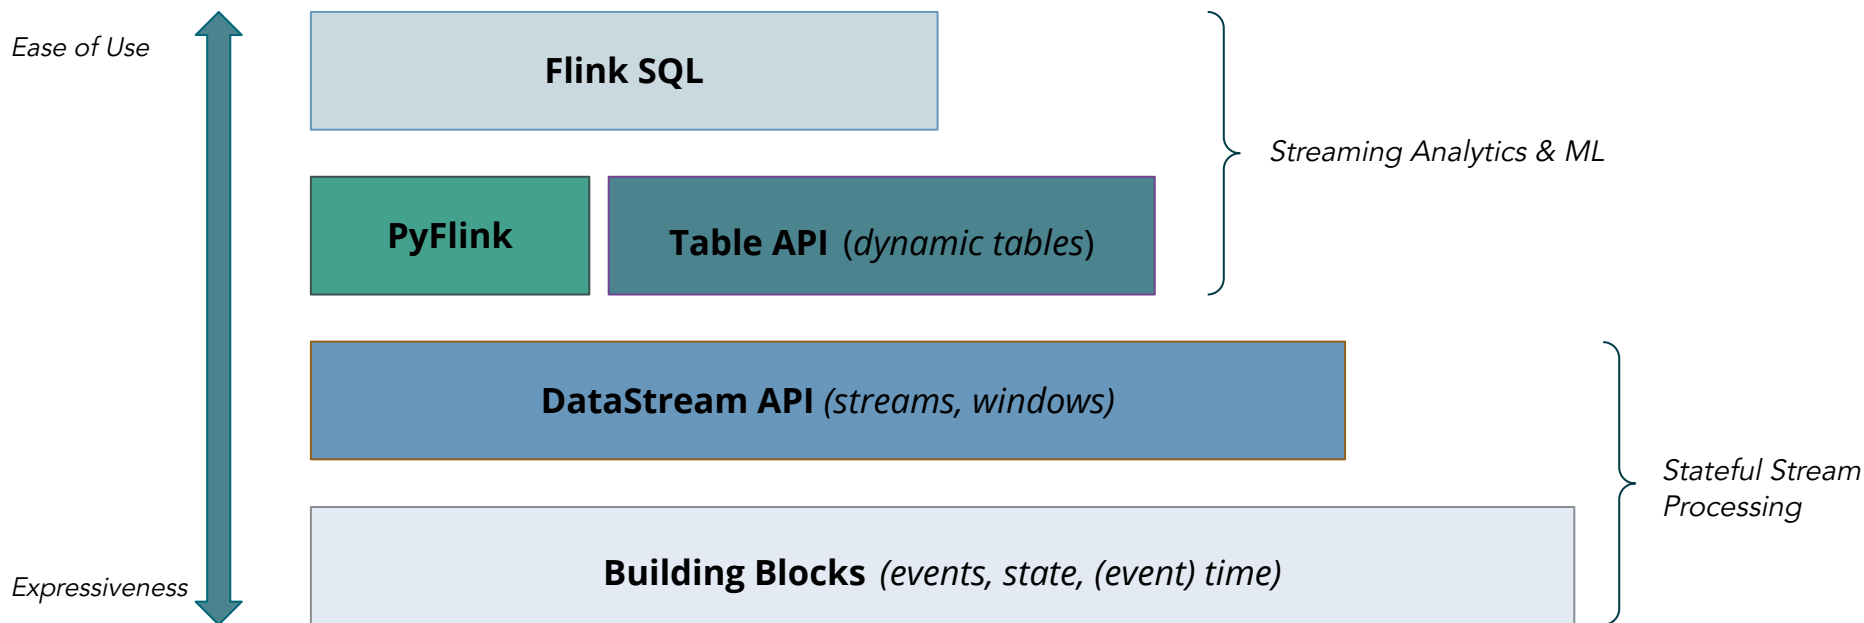 Ease of Use
Flink SQL
Streaming Analytics & ML
PyFlink
Table API (dynamic tables)
DataStream API (streams, windows)
Stateful Stream
Processing
Building Blocks (events, state, (event) time)
Expressiveness